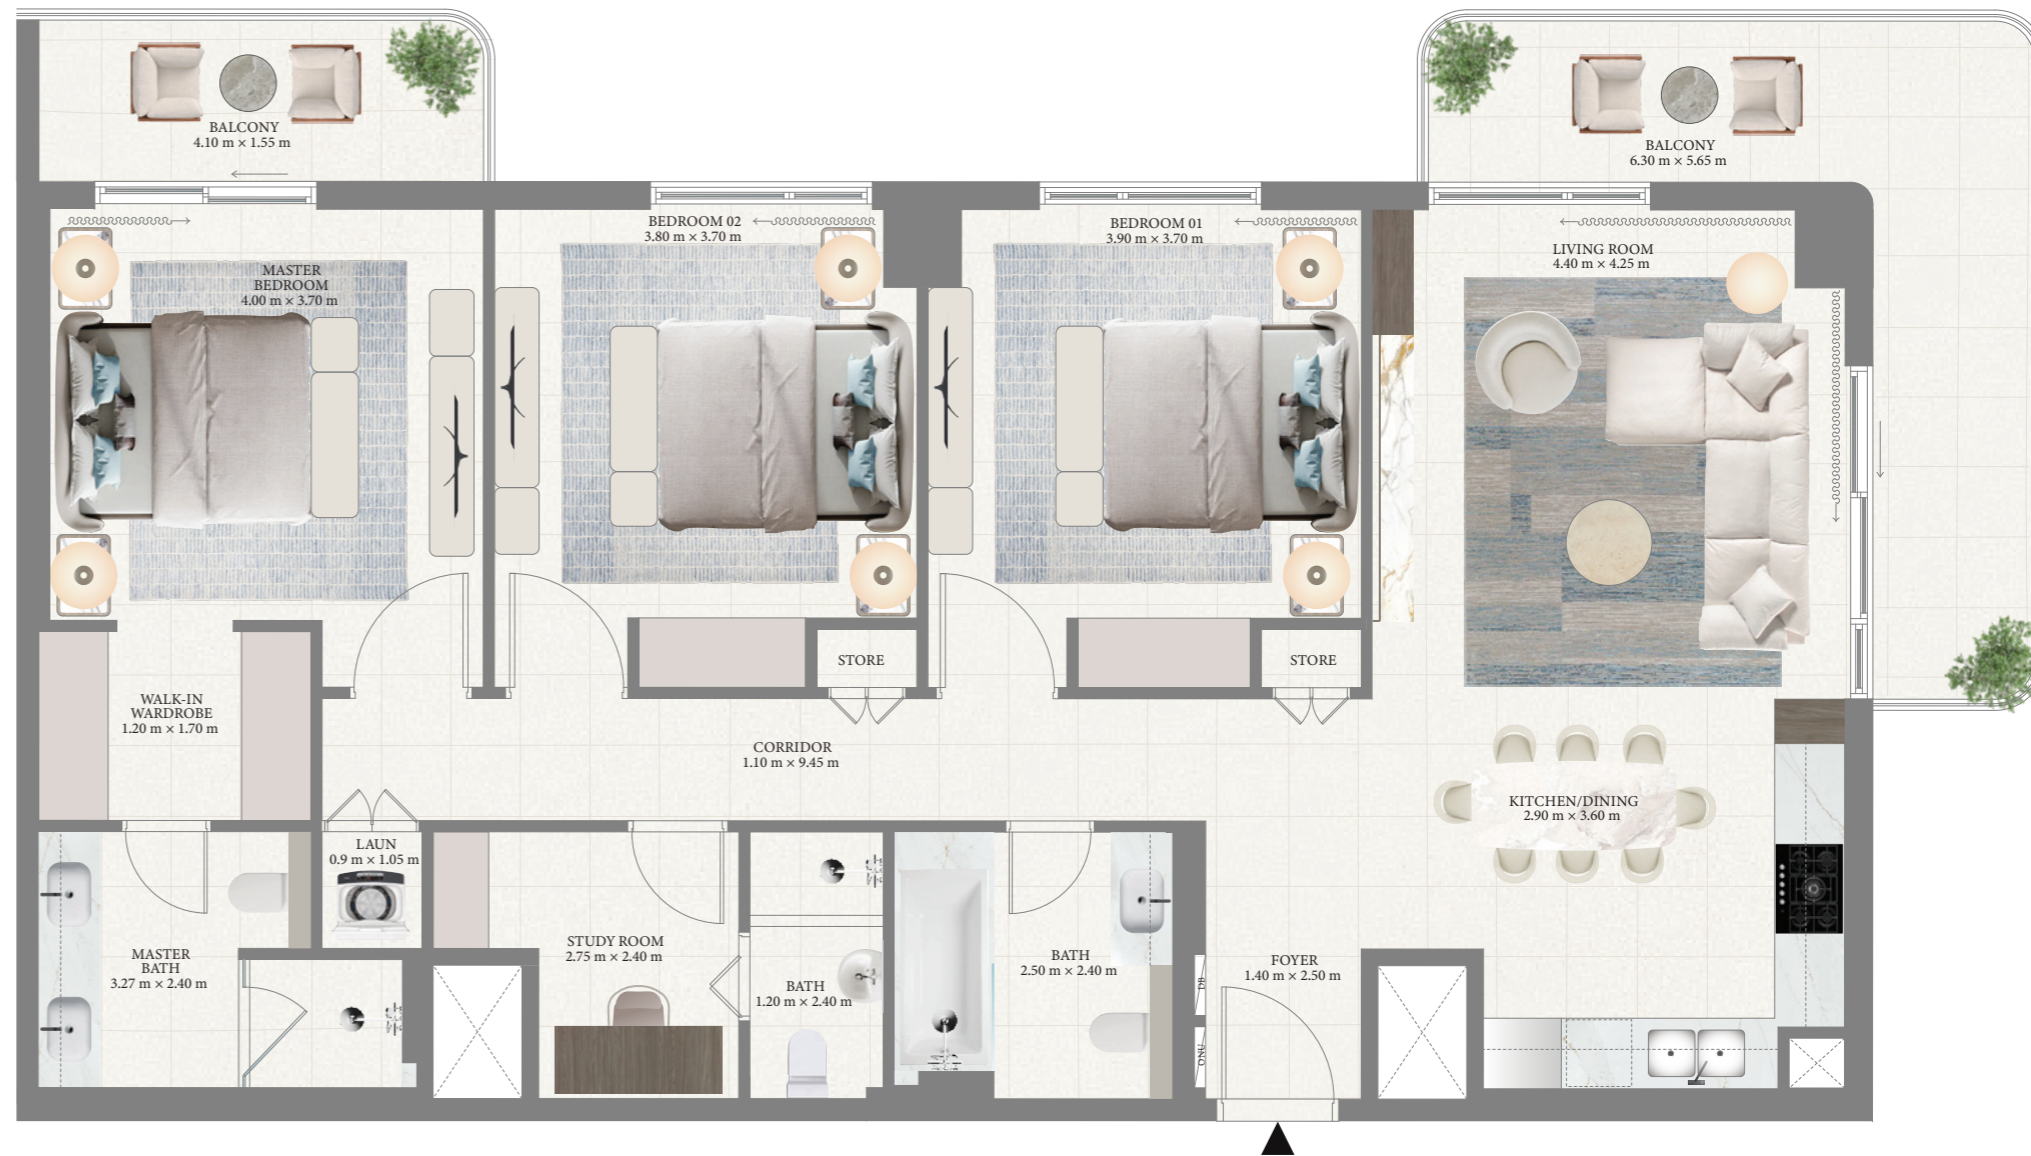 BALCONY
4.10 m × 1.55 m
BALCONY
6.30 m × 5.65 m
BEDROOM 02
3.80 m × 3.70 m
BEDROOM 01
3.90 m × 3.70 m
LIVING ROOM
4.40 m × 4.25 m
MASTER
BEDROOM
4.00 m × 3.70 m
STORE
STORE
WALK-IN
WARDROBE
1.20 m × 1.70 m
CORRIDOR
1.10 m × 9.45 m
KITCHEN/DINING
2.90 m × 3.60 m
LAUN
0.9 m × 1.05 m
MASTER
BATH
3.27 m × 2.40 m
STUDY ROOM
2.75 m × 2.40 m
BATH
1.20 m × 2.40 m
BATH
2.50 m × 2.40 m
FOYER
1.40 m × 2.50 m
DB
ONU